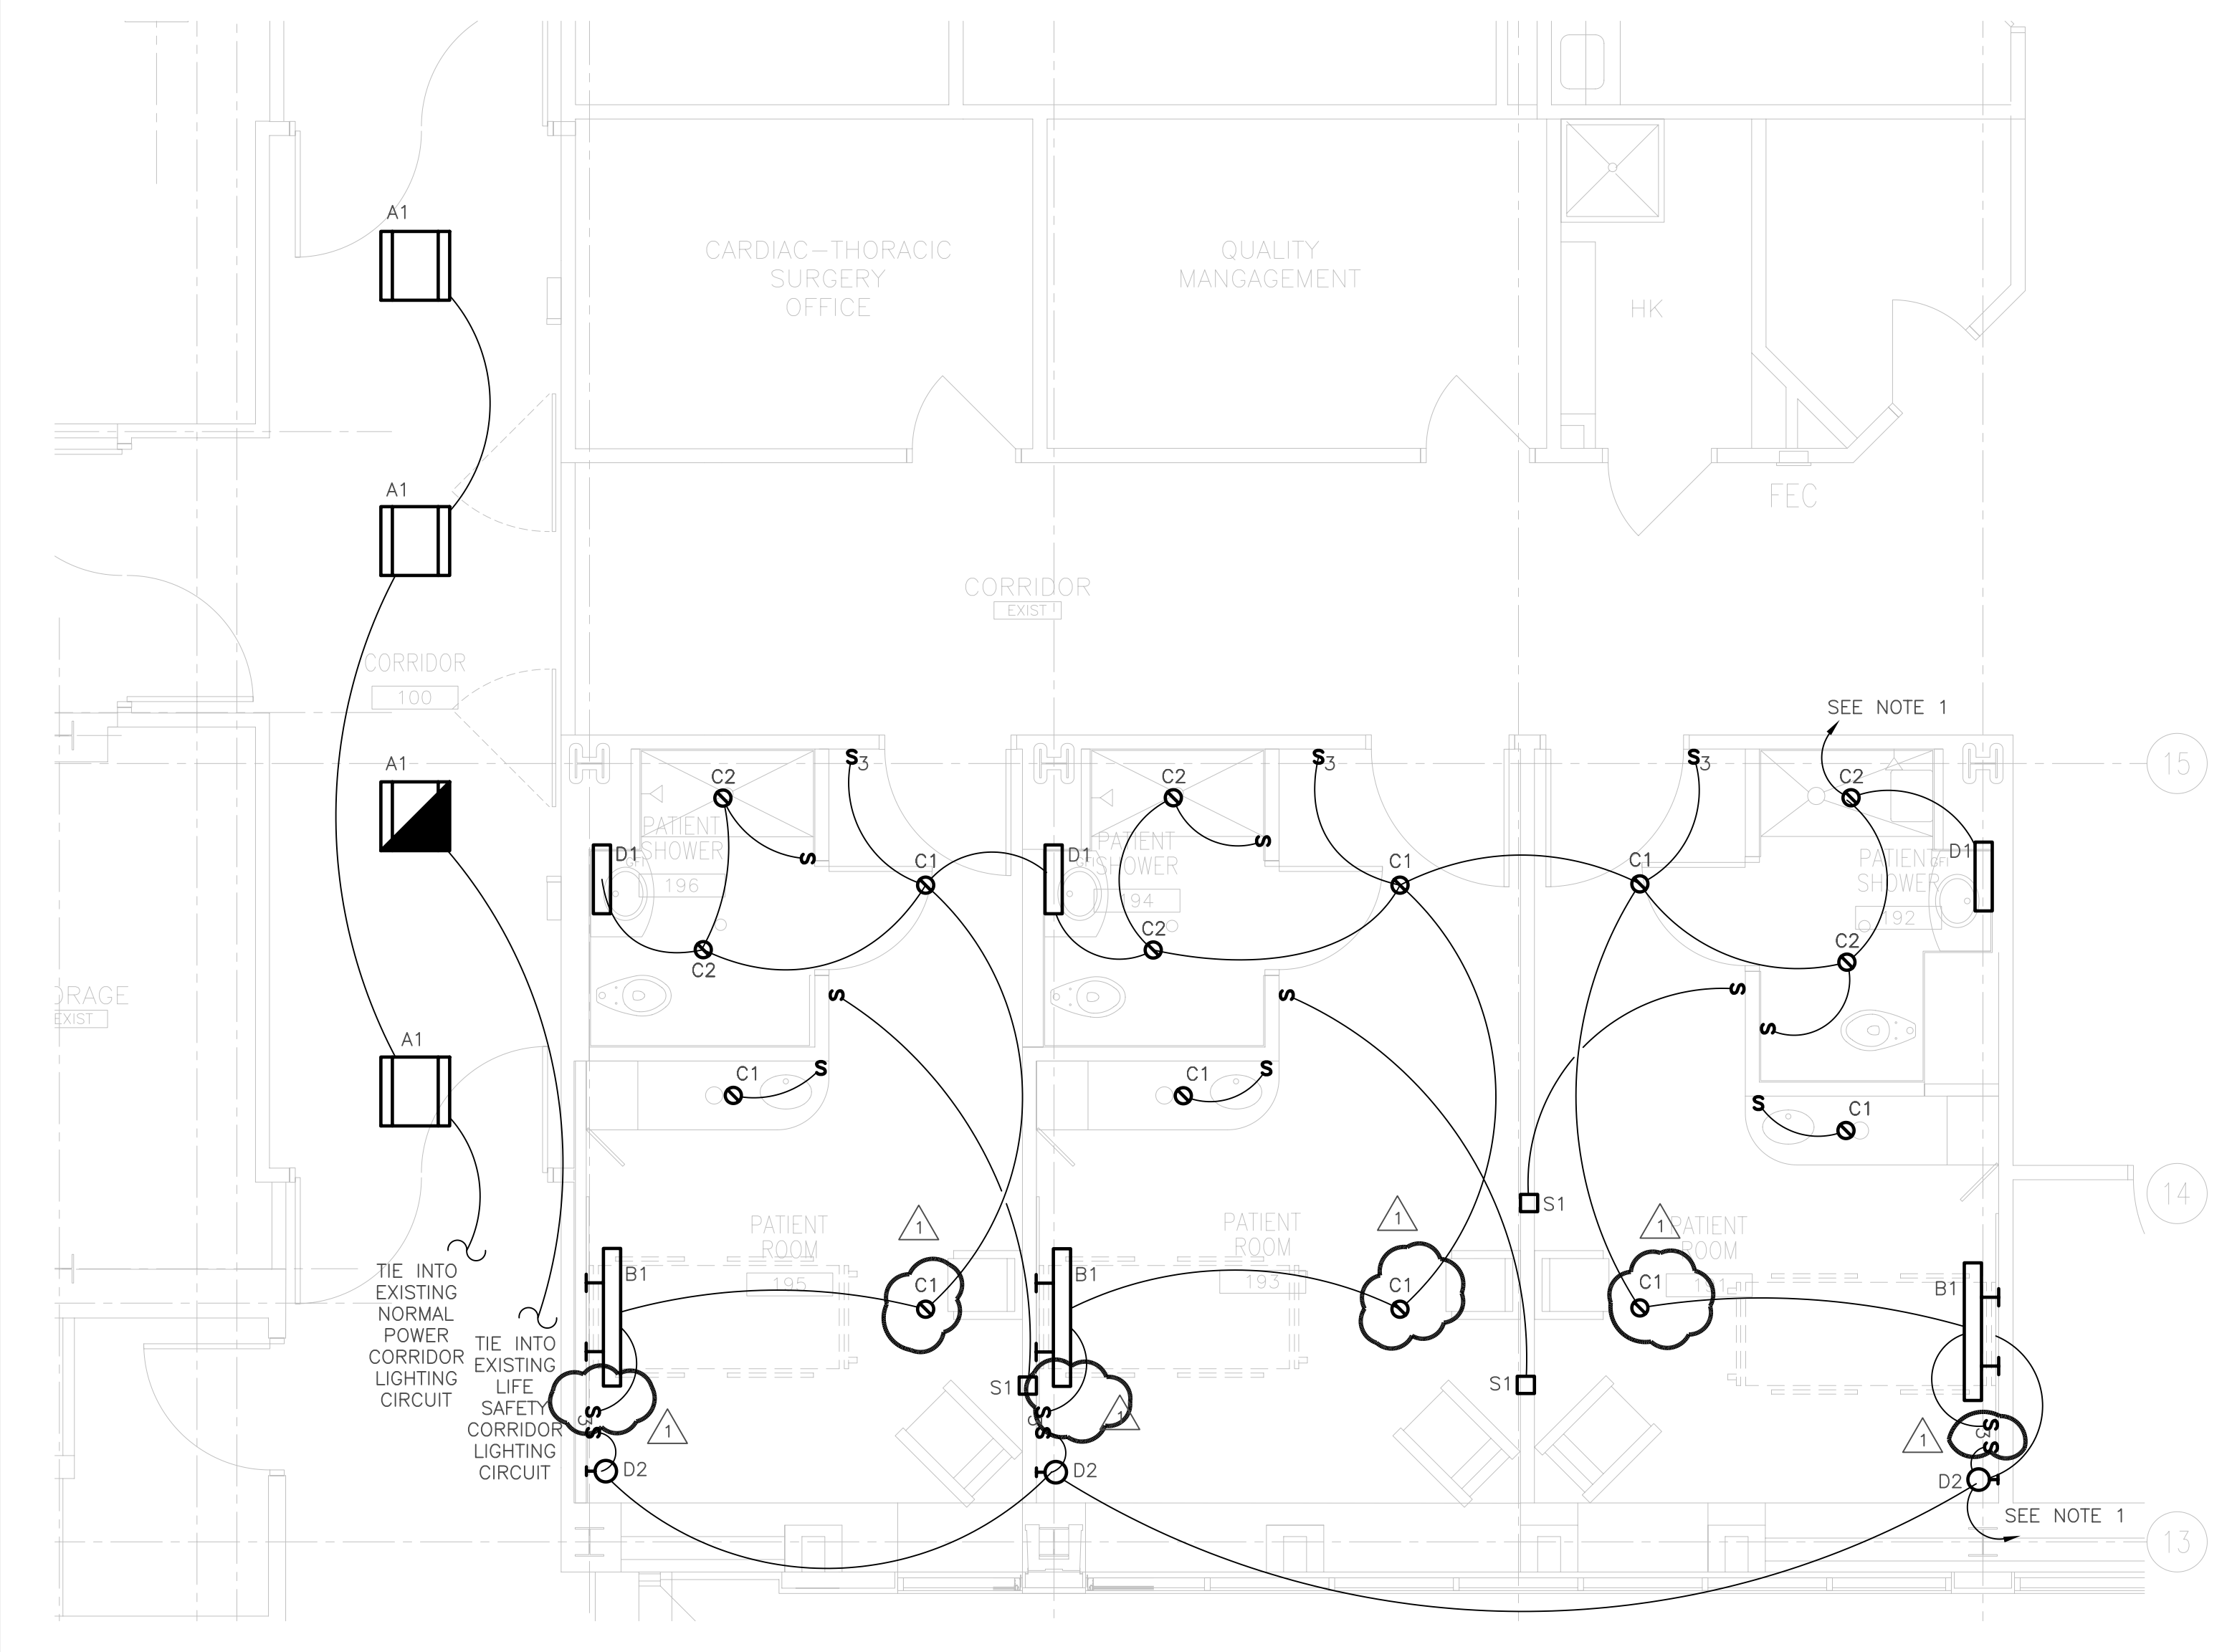 A1
CARDIAC-THORACIC
SURGERY
OFFICE
QUALITY
MANGAGEMENT
HK
A1
FEC
CORRIDOR
EXIST
CORRIDOR
100
SEE NOTE 1
A1
S3
S3
S3
15
C2
C2
C2
PATIENT
SHOWER
196
D1
S
C1
PATIENT
SHOWER
194
D1
S
C1
C1
PATIENT
SHOWER
192
GFI
D1
C2
C2
C2
EXIST
S
S
S
S
A1
C1
S
C1
S
S
C1
14
S1
PATIENT
ROOM
195
1
PATIENT
ROOM
193
1
1
PATIENT
ROOM
B1
C1
B1
C1
C1
B1
TIE INTO
EXISTING
NORMAL
POWER
CORRIDOR
LIGHTING
CIRCUIT
TIE INTO
EXISTING
LIFE
SAFETY
CORRIDOR
LIGHTING
CIRCUIT
S1
S1
S3
S
1
S3
S
1
S3
S
1
D2
D2
D2
SEE NOTE 1
13